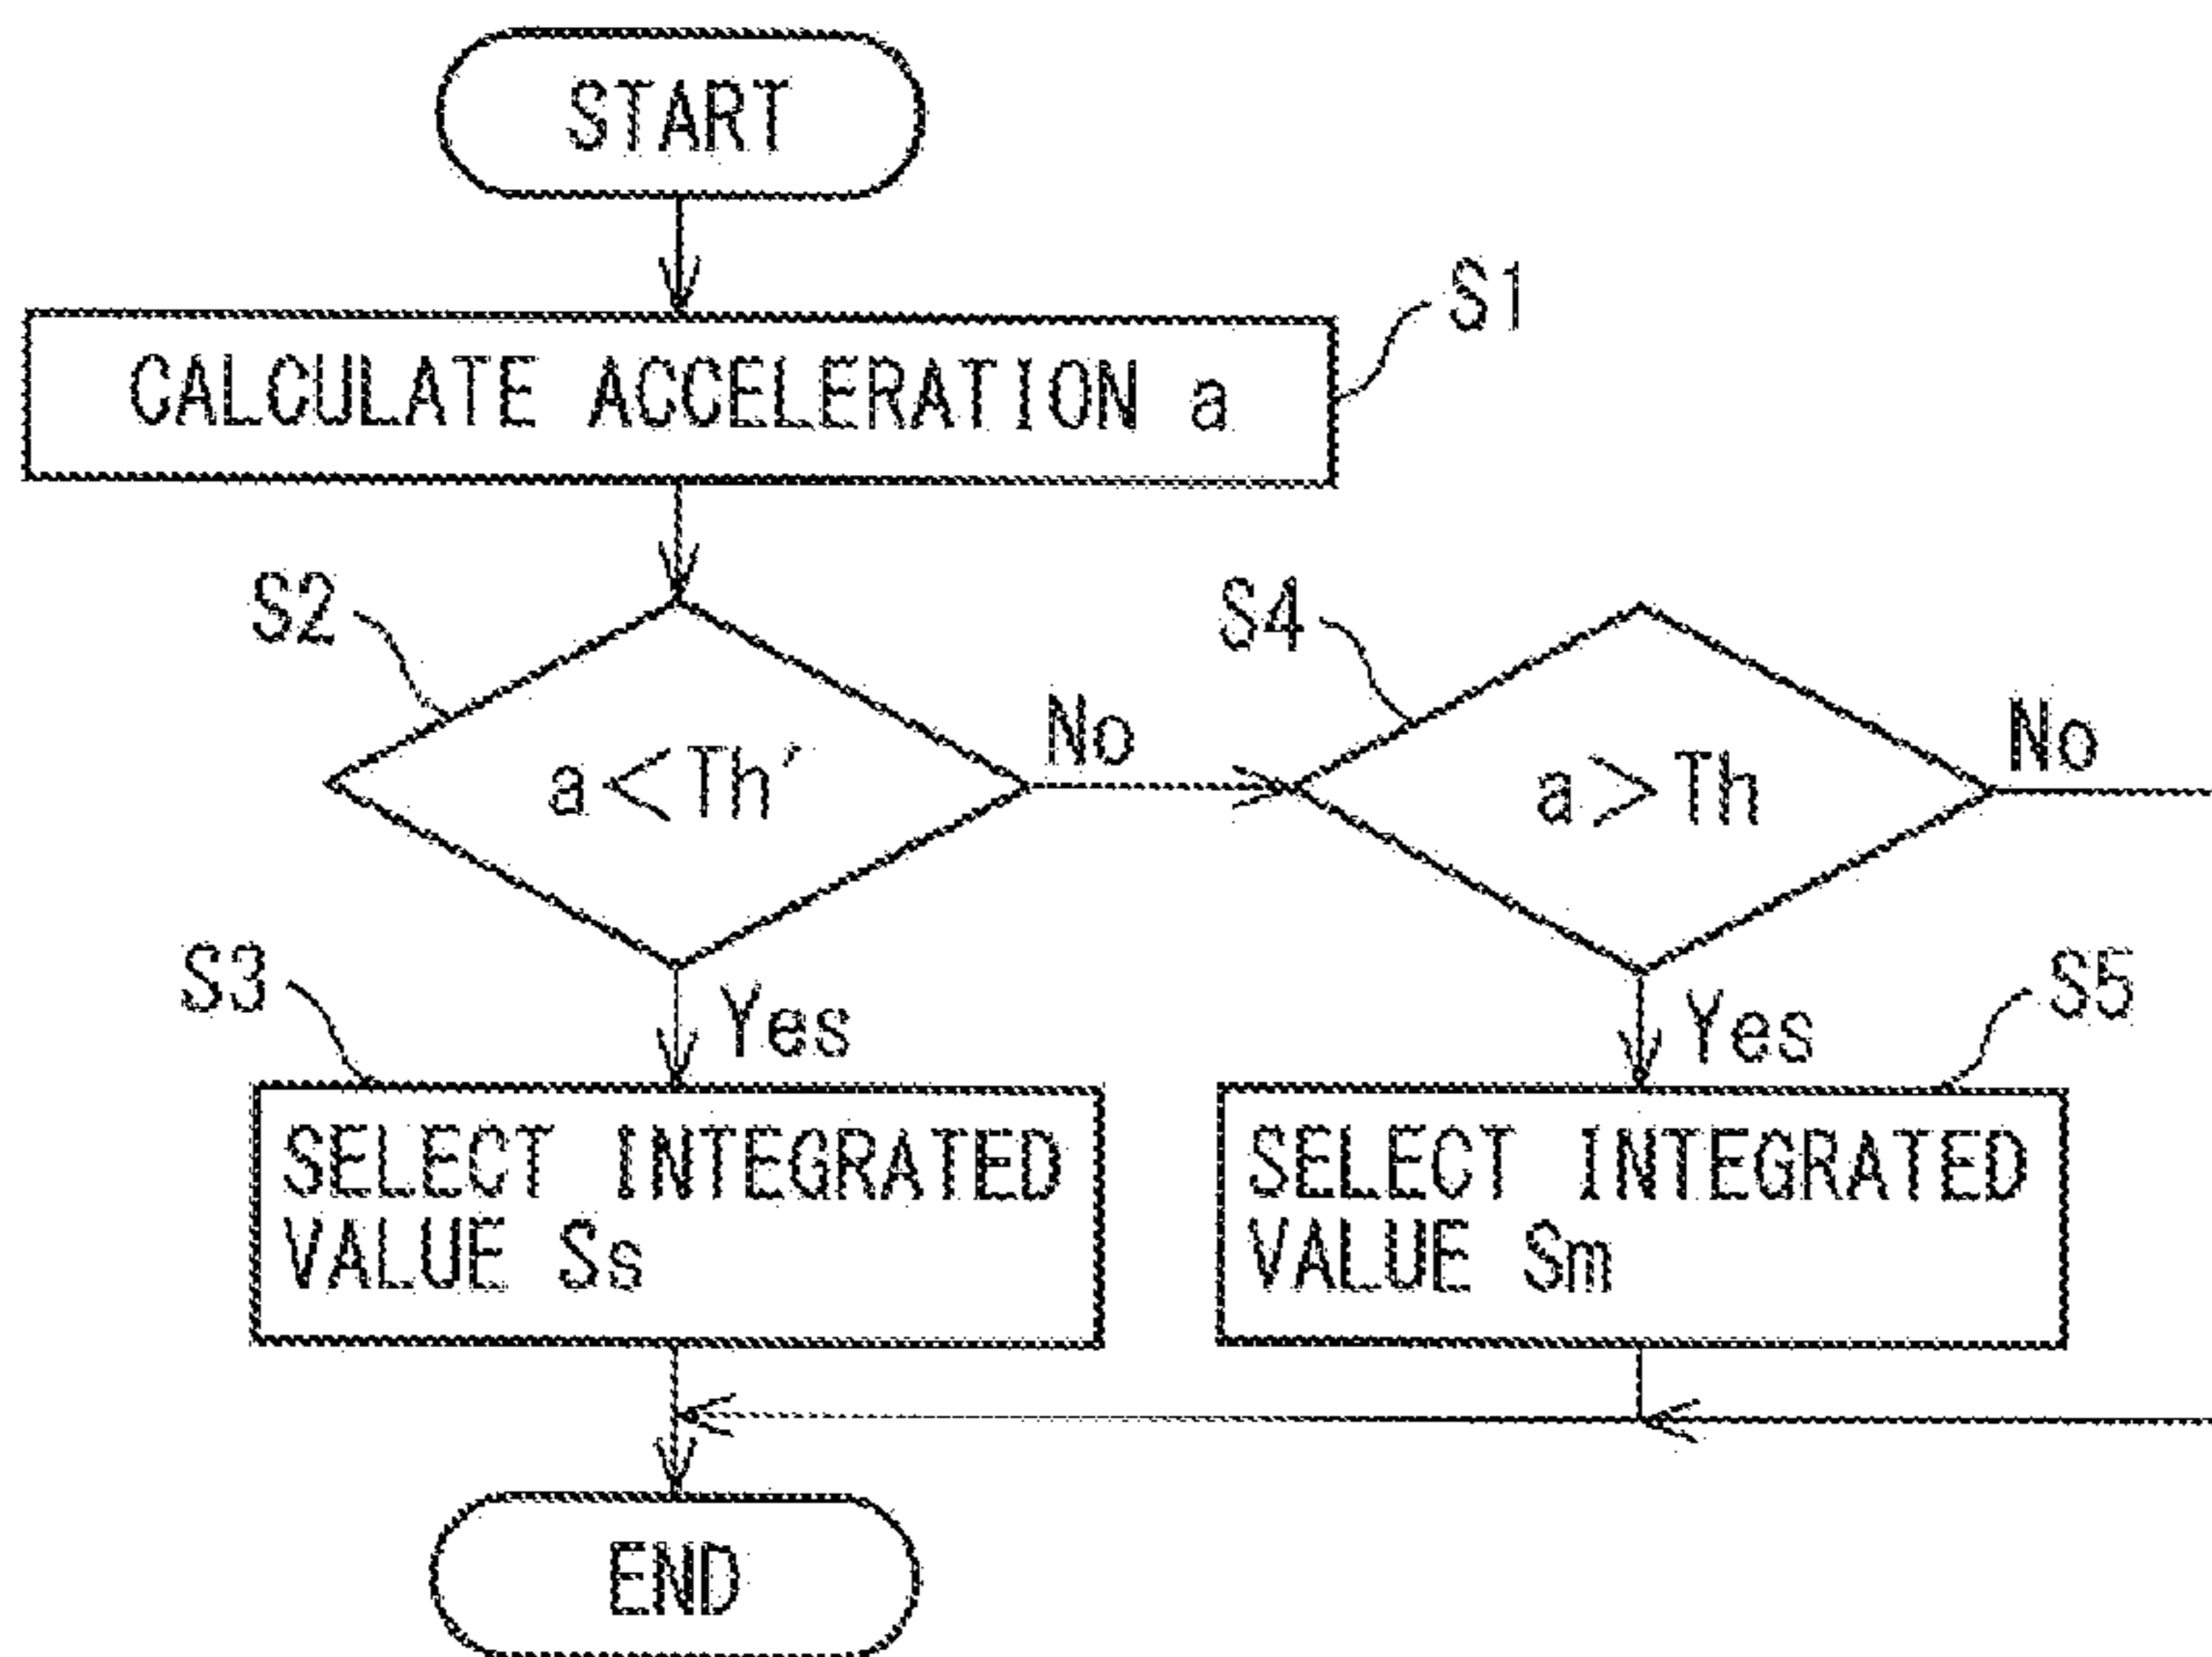 START
S1
CALCULATE ACCELERATION a
S2
a<Th′
No
S4
a>Th
No
S3
Yes
SELECT INTEGRATED
VALUE Ss
Yes
S5
SELECT INTEGRATED
VALUE Sm
END